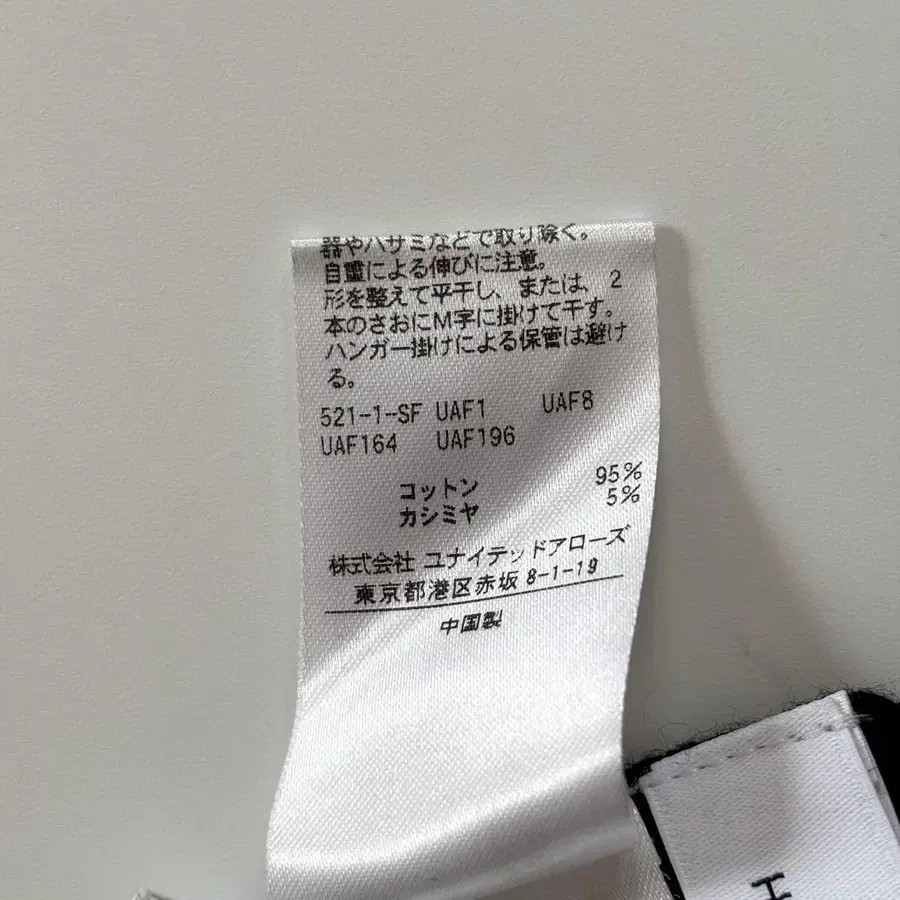 器やハサミなどで取り除く。
自重による伸びに注意。
形を整えて平干し、または、2
本のさおにM字に掛けて干す。
ハンガー掛けによる保管は避け
る。
521-1-SF UAF1 UAF8
UAF164 UAF196
コットン 95%
カシミヤ 5%
株式会社 ユナイテッドアローズ
東京都港区赤坂 8-1-19
中国製
H